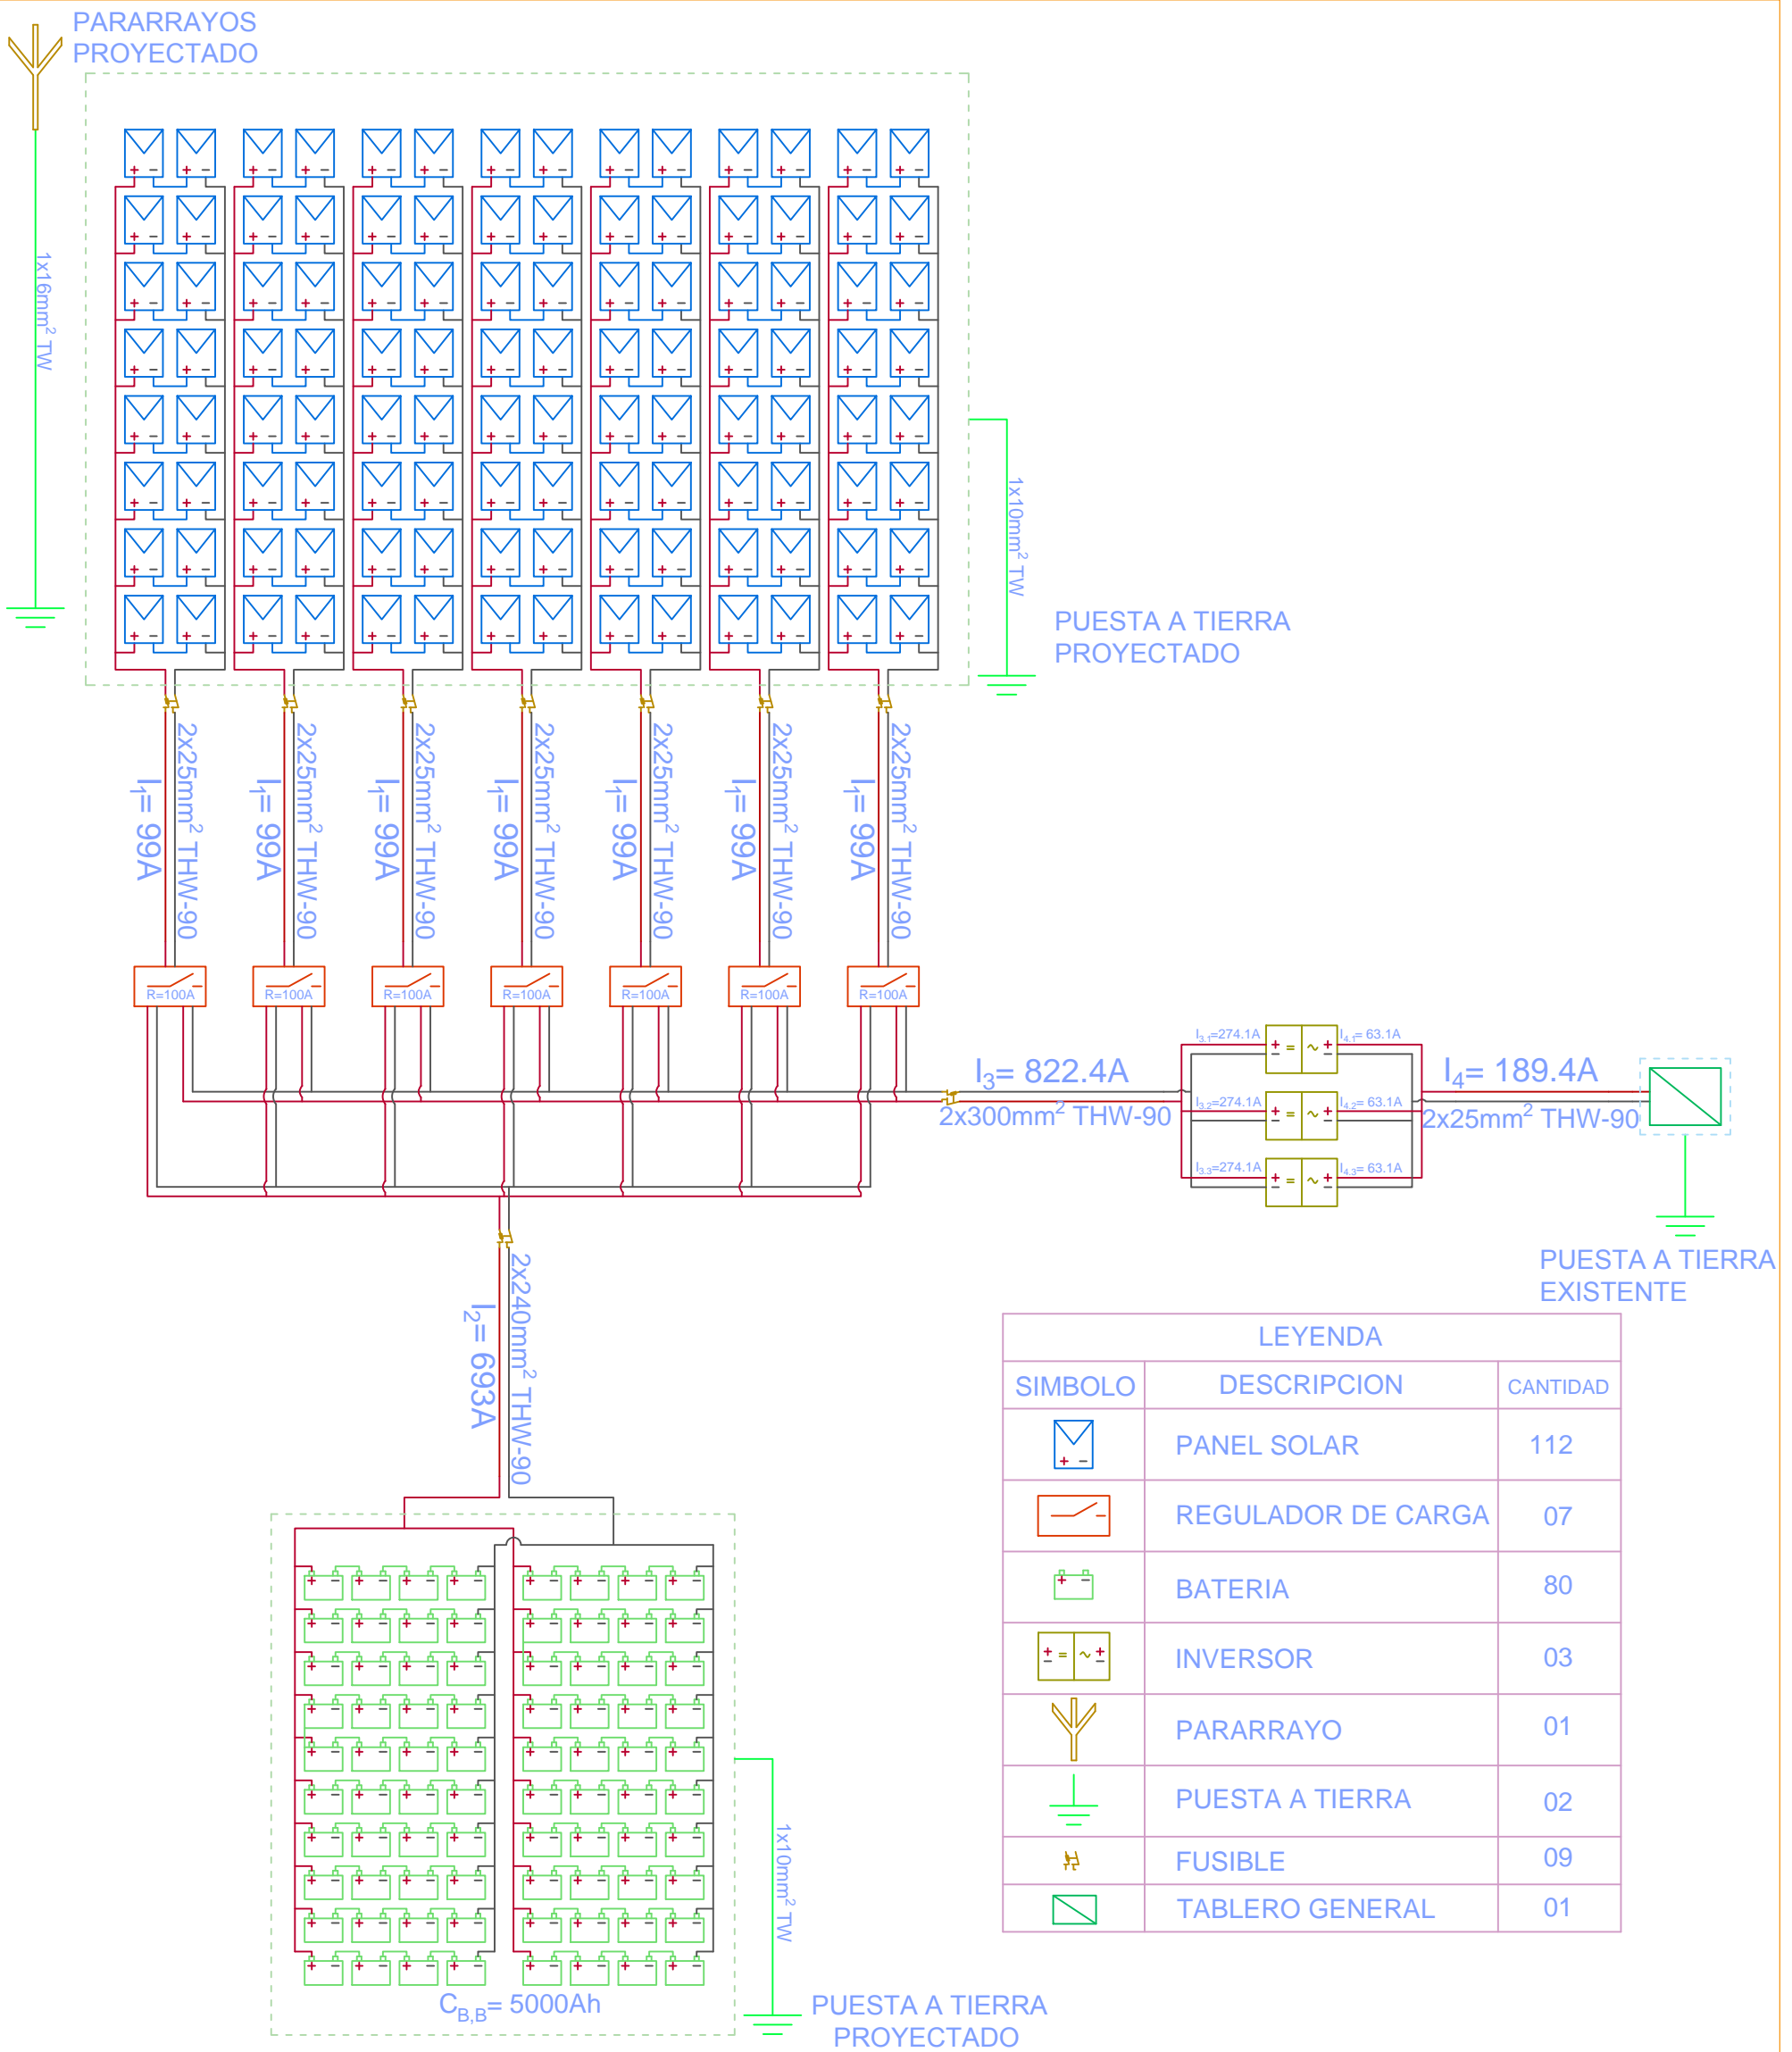 PARARRAYOS
PROYECTADO
1x16mm² TW
1x10mm² TW
PUESTA A TIERRA
PROYECTADO
2x25mm² THW-90
I₁= 99A
2x25mm² THW-90
I₁= 99A
2x25mm² THW-90
I₁= 99A
2x25mm² THW-90
I₁= 99A
2x25mm² THW-90
I₁= 99A
2x25mm² THW-90
I₁= 99A
2x25mm² THW-90
I₁= 99A
R=100A
R=100A
R=100A
R=100A
R=100A
R=100A
R=100A
I₃= 822.4A
2x300mm² THW-90
I₃.₁=274.1A
I₄.₁= 63.1A
I₃.₂=274.1A
I₄.₂= 63.1A
I₃.₃=274.1A
I₄.₃= 63.1A
I₄= 189.4A
2x25mm² THW-90
PUESTA A TIERRA
EXISTENTE
2x240mm² THW-90
I₂= 693A
LEYENDA
SIMBOLO DESCRIPCION CANTIDAD
PANEL SOLAR 112
REGULADOR DE CARGA 07
BATERIA 80
INVERSOR 03
PARARRAYO 01
PUESTA A TIERRA 02
FUSIBLE 09
TABLERO GENERAL 01
1x10mm² TW
C_B,B= 5000Ah
PUESTA A TIERRA
PROYECTADO